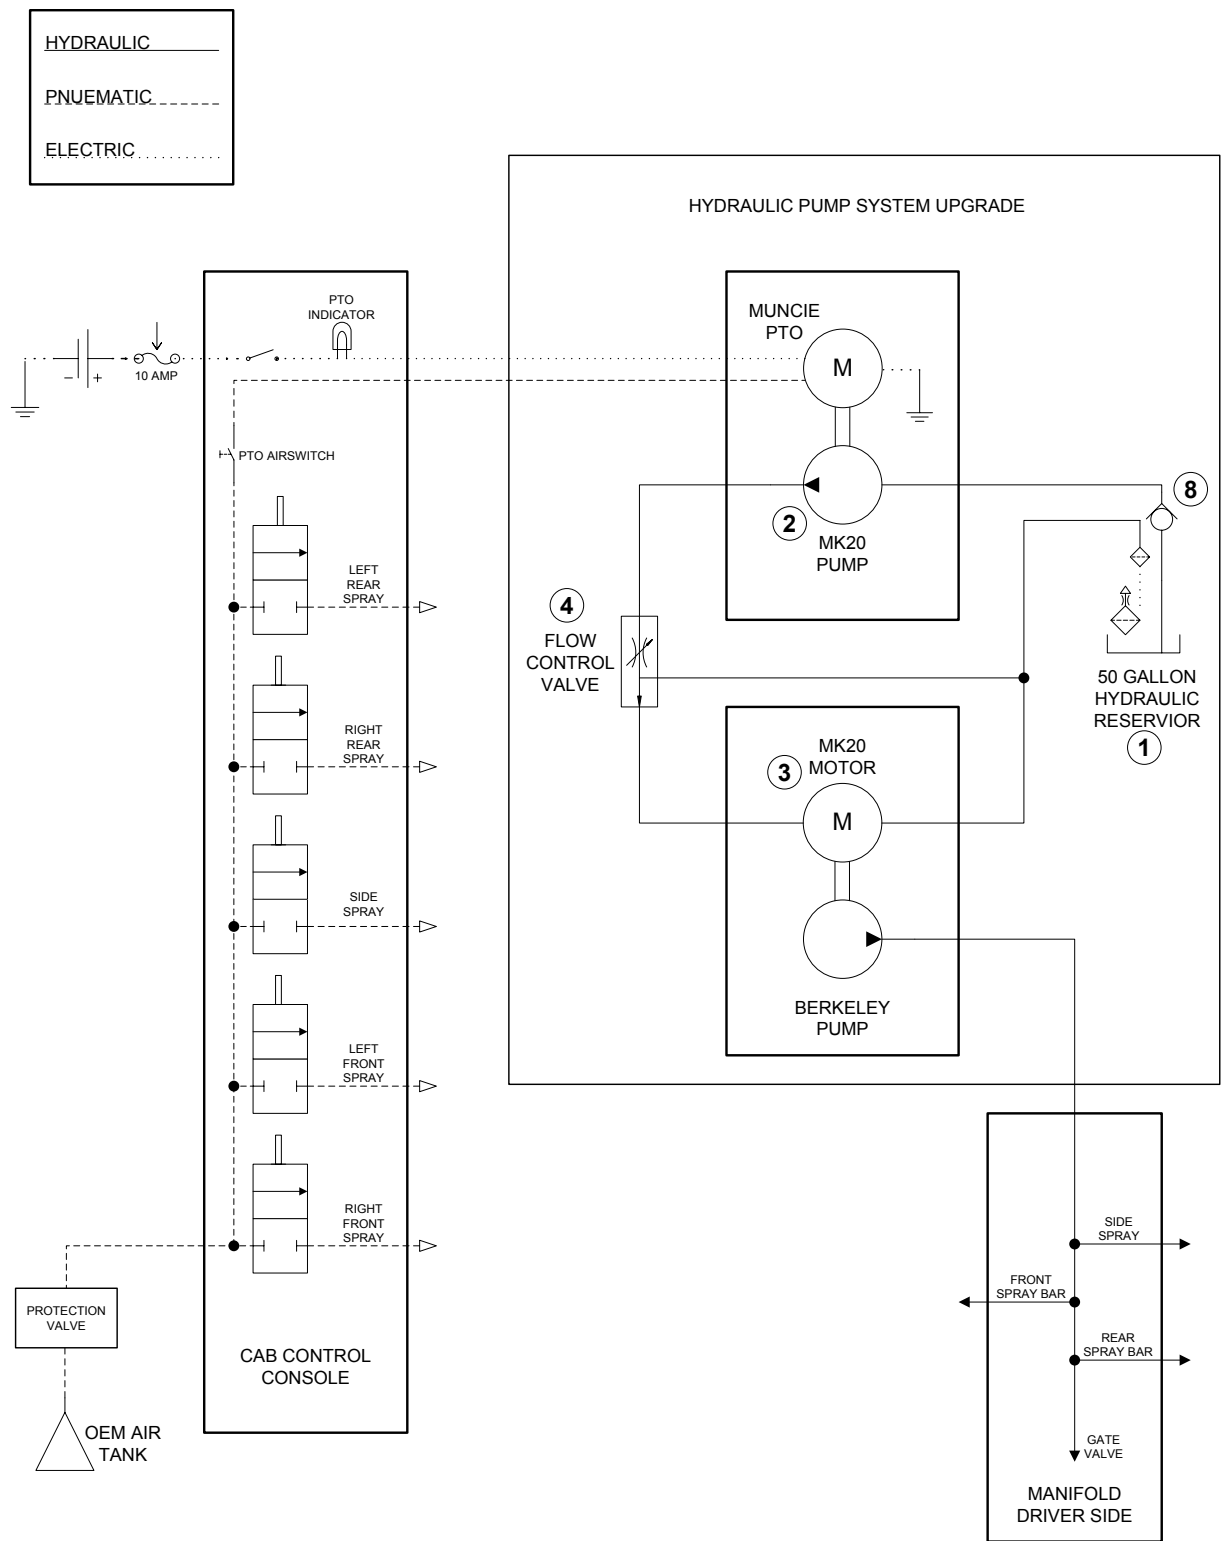 HYDRAULIC
PNUEMATIC
ELECTRIC
HYDRAULIC PUMP SYSTEM UPGRADE
PTO
INDICATOR
10 AMP
- +
PTO AIRSWITCH
MUNCIE
PTO
M
2
MK20
PUMP
8
4
FLOW
CONTROL
VALVE
50 GALLON
HYDRAULIC
RESERVIOR
1
3
MK20
MOTOR
M
BERKELEY
PUMP
LEFT
REAR
SPRAY
RIGHT
REAR
SPRAY
SIDE
SPRAY
LEFT
FRONT
SPRAY
RIGHT
FRONT
SPRAY
PROTECTION
VALVE
OEM AIR
TANK
CAB CONTROL
CONSOLE
SIDE
SPRAY
FRONT
SPRAY BAR
REAR
SPRAY BAR
GATE
VALVE
MANIFOLD
DRIVER SIDE